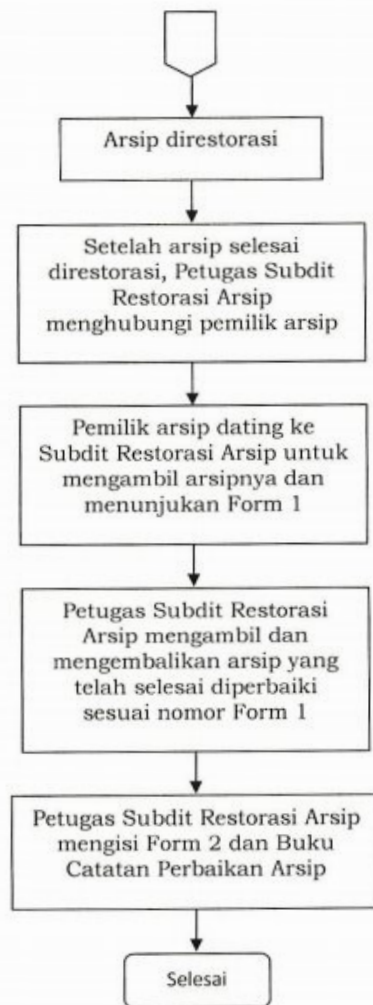 Arsip direstorasi
Setelah arsip selesai
direstorasi, Petugas Subdit
Restorasi Arsip
menghubungi pemilik arsip
Pemilik arsip dating ke
Subdit Restorasi Arsip untuk
mengambil arsipnya dan
menunjukan Form 1
Petugas Subdit Restorasi
Arsip mengambil dan
mengembalikan arsip yang
telah selesai diperbaiki
sesuai nomor Form 1
Petugas Subdit Restorasi Arsip
mengisi Form 2 dan Buku
Catatan Perbaikan Arsip
Selesai